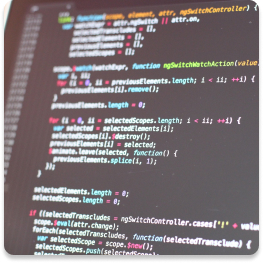 function(scope, element, attr, ngSwitchController) {
attr.ngSwitch || attr.on,
selectedTranscludes = [],
selectedElements = [],
previousElements = [],
selectedScopes = [];
scope.$watch(watchExpr, function ngSwitchWatchAction(value
var i, ii;
for (i = 0, ii = previousElements.length; i < ii; ++i) {
previousElements[i].remove();
}
previousElements.length = 0;
for (i = 0, ii = selectedScopes.length; i < ii; ++i) {
var selected = selectedElements[i];
selectedScopes[i].$destroy();
previousElements[i] = selected;
$animate.leave(selected, function() {
previousElements.splice(i, 1);
});
}
selectedElements.length = 0;
selectedScopes.length = 0;
if ((selectedTranscludes = ngSwitchController.cases['!' + value
scope.$eval(attr.change);
forEach(selectedTranscludes, function(selectedTransclude) {
var selectedScope = scope.$new();
selectedScopes.push(selectedScope